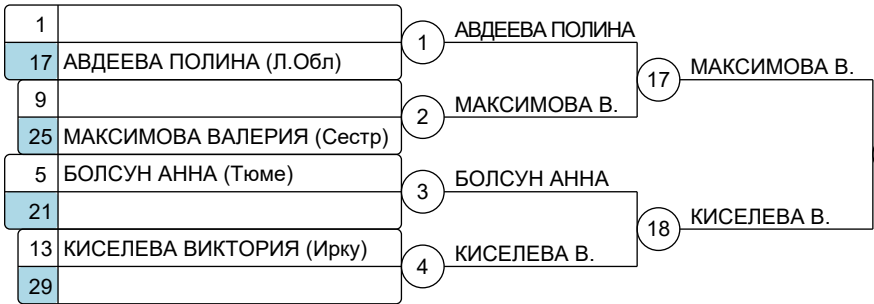 1
17 АВДЕЕВА ПОЛИНА (Л.Обл)
1
АВДЕЕВА ПОЛИНА
9
25 МАКСИМОВА ВАЛЕРИЯ (Сестр)
2
МАКСИМОВА В.
17
МАКСИМОВА В.
5 БОЛСУН АННА (Тюме)
21
3
БОЛСУН АННА
13 КИСЕЛЕВА ВИКТОРИЯ (Ирку)
29
4
КИСЕЛЕВА В.
18
КИСЕЛЕВА В.